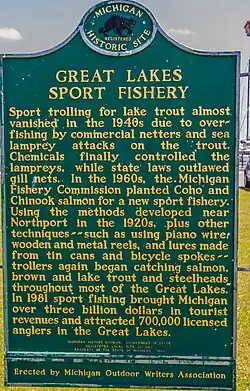 MICHIGAN
REGISTERED
HISTORIC SITE
GREAT LAKES
SPORT FISHERY
Sport trolling for lake trout almost
vanished in the 1940s due to over-
fishing by commercial netters and sea
lamprey attacks on the trout.
Chemicals finally controlled the
lampreys, while state laws outlawed
gill nets. In the 1960s, the Michigan
Fishery Commission planted Coho and
Chinook salmon for a new sport fishery.
Using the methods developed near
Northport in the 1920s, plus other
techniques--such as using piano wire,
wooden and metal reels, and lures made
from tin cans and bicycle spokes--
trollers again began catching salmon,
brown and lake trout and steelheads
throughout most of the Great Lakes.
In 1981 sport fishing brought Michigan
over three billion dollars in tourist
revenues and attracted 700,000 licensed
anglers in the Great Lakes.
Erected by Michigan Outdoor Writers Association